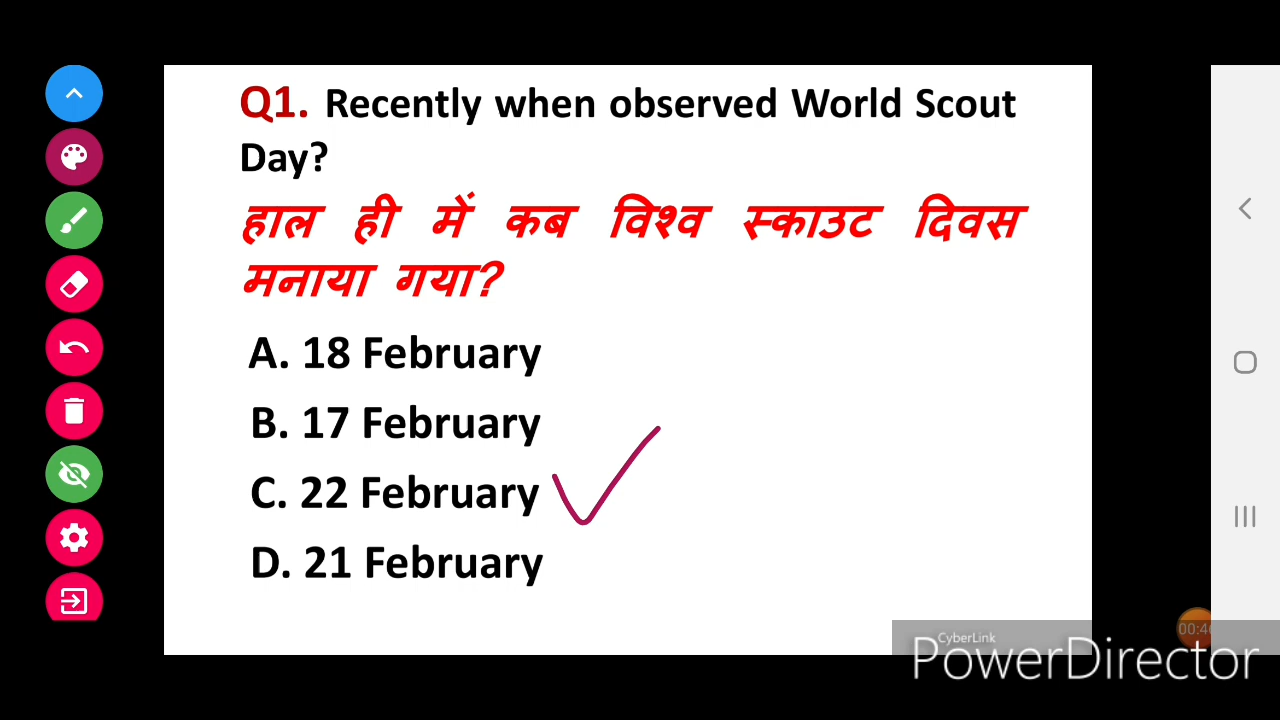 Q1. Recently when observed World Scout
Day?
हाल ही में कब विश्व स्काउट दिवस
मनाया गया?
A. 18 February
B. 17 February
C. 22 February
D. 21 February
CyberLink
PowerDirector